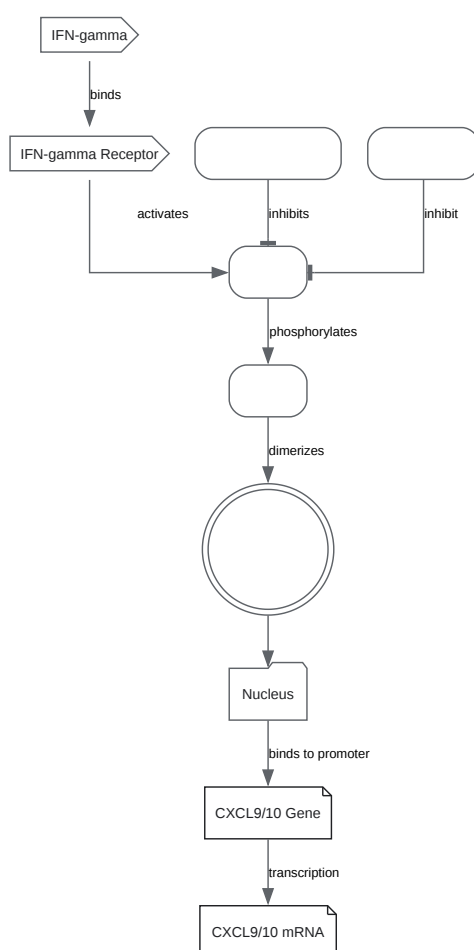 IFN-gamma
binds
IFN-gamma Receptor
activates
inhibits
inhibit
phosphorylates
dimerizes
Nucleus
binds to promoter
CXCL9/10 Gene
transcription
CXCL9/10 mRNA